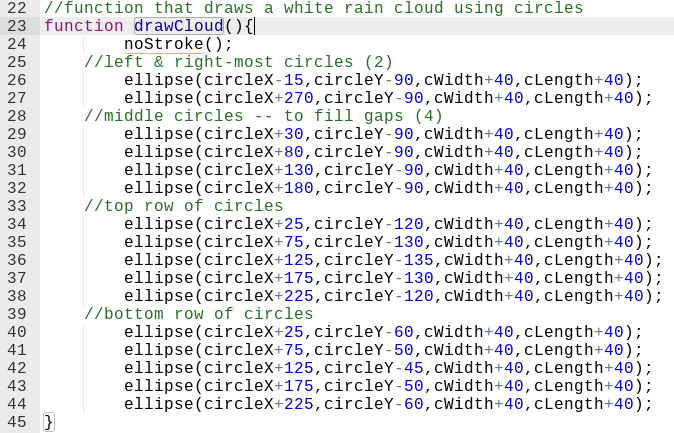 22 //function that draws a white rain cloud using circles
23 function drawCloud(){
24 noStroke();
25 //left & right-most circles (2)
26 ellipse(circleX-15,circleY-90,cWidth+40,cLength+40);
27 ellipse(circleX+270,circleY-90,cWidth+40,cLength+40);
28 //middle circles -- to fill gaps (4)
29 ellipse(circleX+30,circleY-90,cWidth+40,cLength+40);
30 ellipse(circleX+80,circleY-90,cWidth+40,cLength+40);
31 ellipse(circleX+130,circleY-90,cWidth+40,cLength+40);
32 ellipse(circleX+180,circleY-90,cWidth+40,cLength+40);
33 //top row of circles
34 ellipse(circleX+25,circleY-120,cWidth+40,cLength+40);
35 ellipse(circleX+75,circleY-130,cWidth+40,cLength+40);
36 ellipse(circleX+125,circleY-135,cWidth+40,cLength+40);
37 ellipse(circleX+175,circleY-130,cWidth+40,cLength+40);
38 ellipse(circleX+225,circleY-120,cWidth+40,cLength+40);
39 //bottom row of circles
40 ellipse(circleX+25,circleY-60,cWidth+40,cLength+40);
41 ellipse(circleX+75,circleY-50,cWidth+40,cLength+40);
42 ellipse(circleX+125,circleY-45,cWidth+40,cLength+40);
43 ellipse(circleX+175,circleY-50,cWidth+40,cLength+40);
44 ellipse(circleX+225,circleY-60,cWidth+40,cLength+40);
45 }